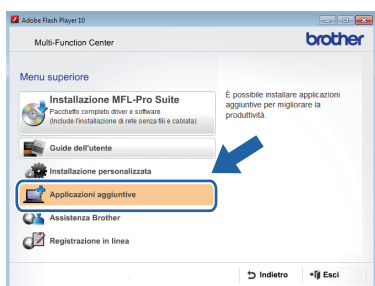 Adobe Flash Player 10
Multi-Function Center
brother
Menu superiore
Installazione MFL-Pro Suite
Pacchetto completo driver e software
(Include l'installazione di rete senza fili e cablata)
Guide dell'utente
Installazione personalizzata
Applicazioni aggiuntive
Assistenza Brother
Registrazione in linea
È possibile installare applicazioni
aggiuntive per migliorare la
produttività.
Indietro
Esci